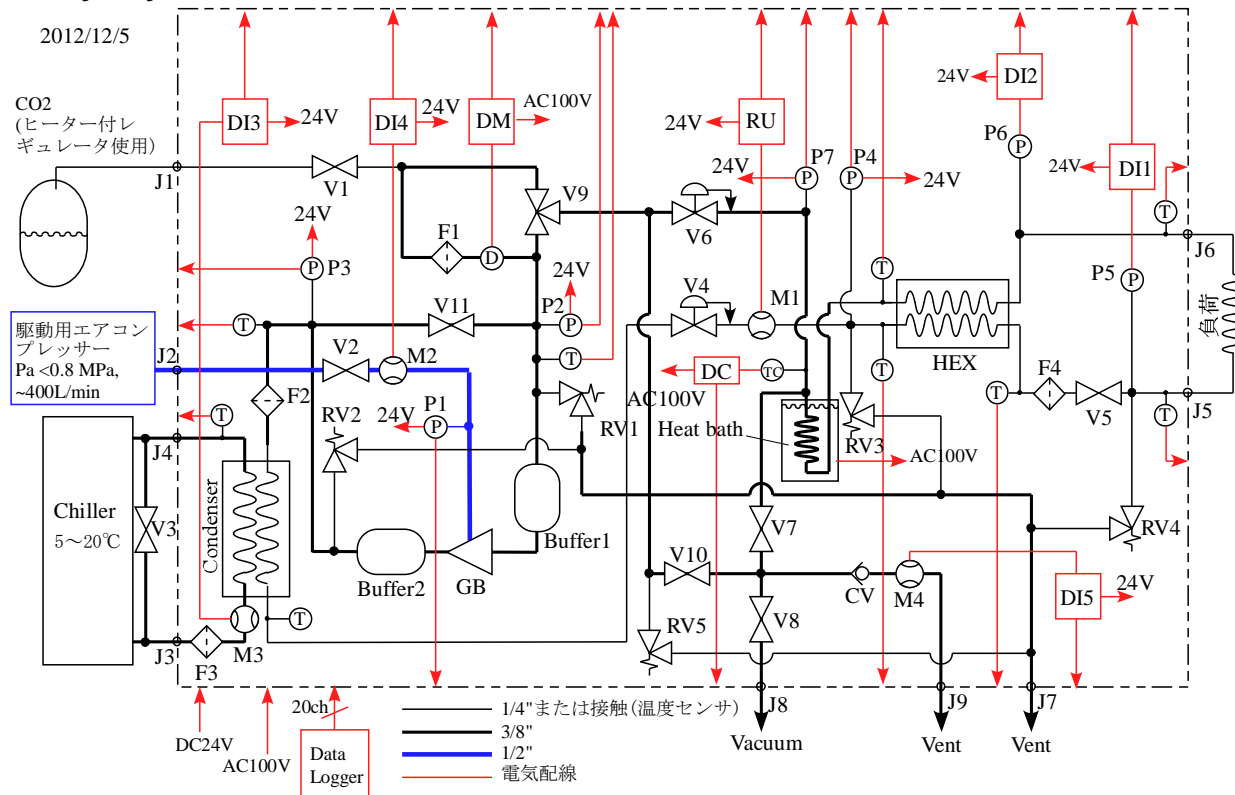 2012/12/5
CO2
(ヒーター付レ
ギュレータ使用)
J1
V1
DI3
24V
DI4
24V
DM
AC100V
24V
RU
24V
P7
P
P4
P
24V
24V
DI2
P6
P
24V
DI1
T
V9
F1
D
24V
P
P3
V6
V4
M1
T
P5
P
J6
負荷
駆動用エアコン
プレッサー
Pa <0.8 MPa,
~400L/min
J2
T
V11
V2
M2
24V
P2
P
T
HEX
F2
T
J4
24V
P1
P
RV2
RV1
DC
TC
AC100V
Heat bath
RV3
AC100V
T
T
F4
V5
T
J5
Chiller
5～20℃
V3
Condenser
Buffer2
GB
Buffer1
V7
V10
CV
M4
V8
RV4
DI5
24V
RV5
J3
F3
M3
T
20ch
DC24V
AC100V
Data
Logger
1/4"または接触(温度センサ)
3/8"
1/2"
電気配線
J8
Vacuum
J9
Vent
J7
Vent